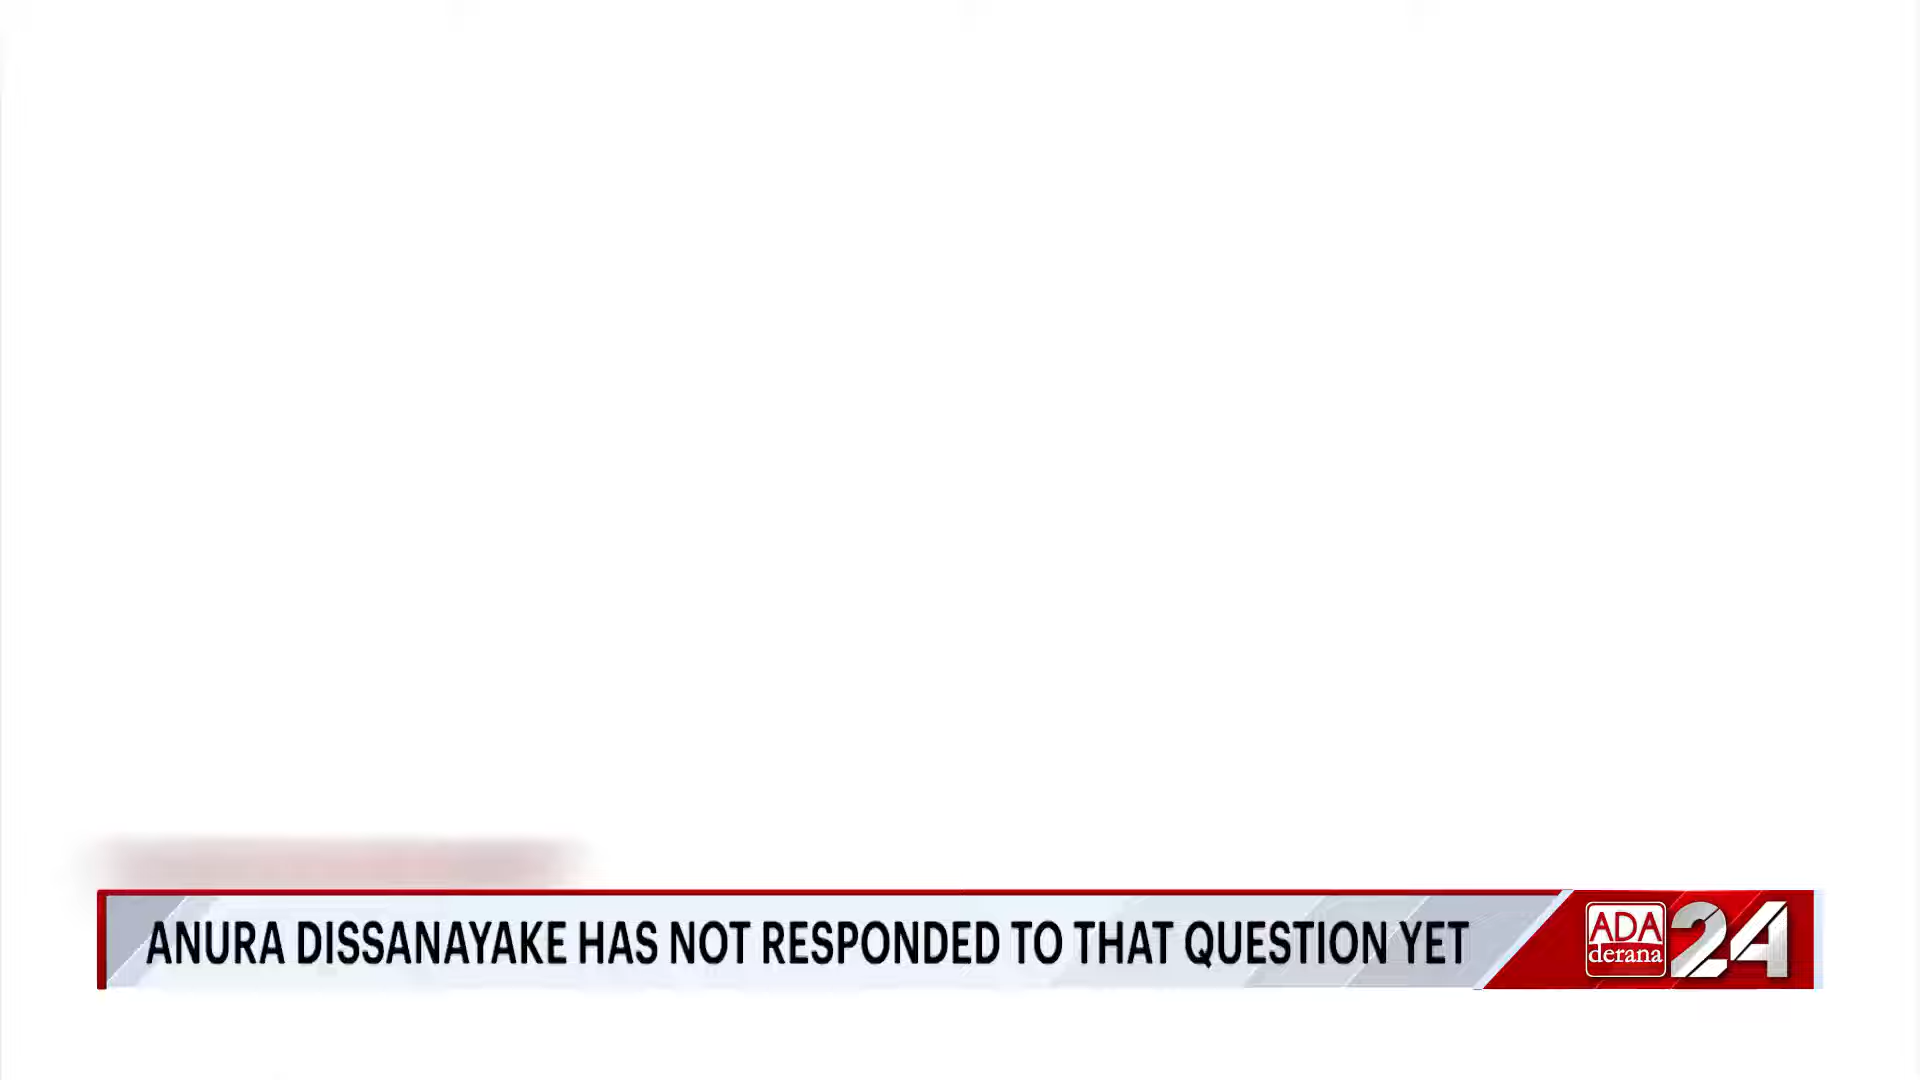 ANURA DISSANAYAKE HAS NOT RESPONDED TO THAT QUESTION YET
ADA
derana
24